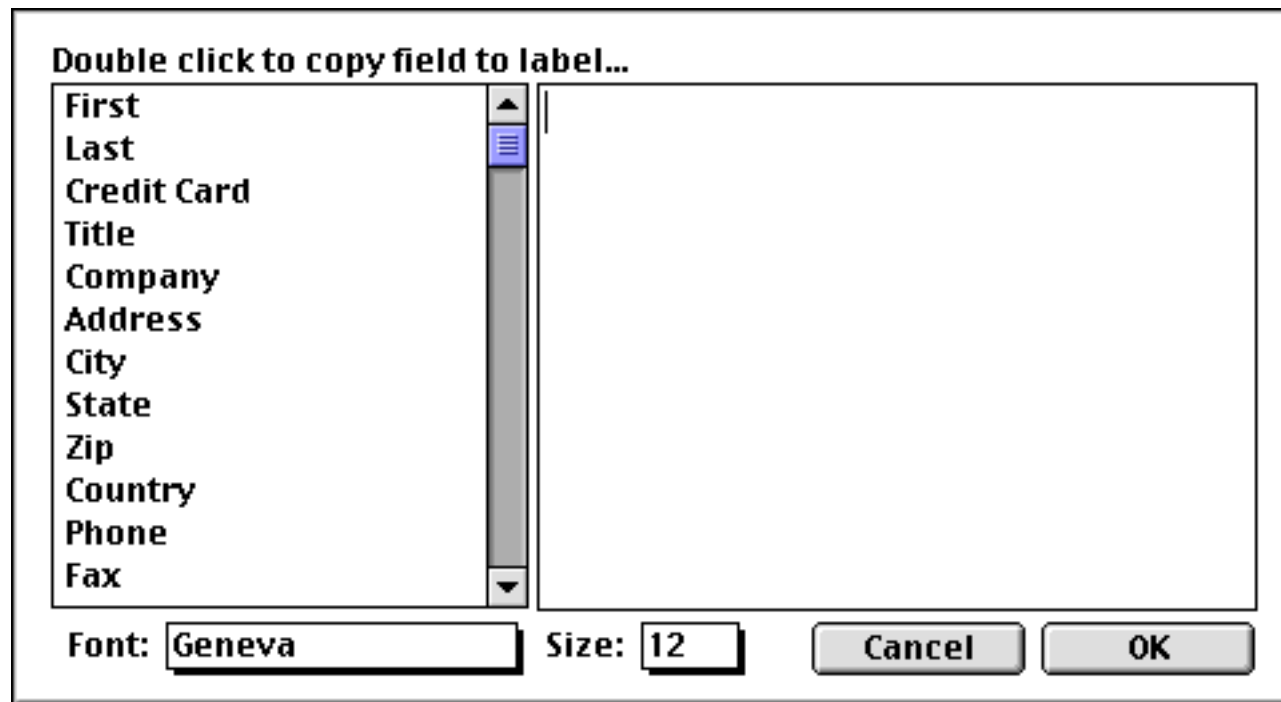 Double click to copy field to label...
First
Last
Credit Card
Title
Company
Address
City
State
Zip
Country
Phone
Fax
Font: Geneva Size: 12 Cancel OK